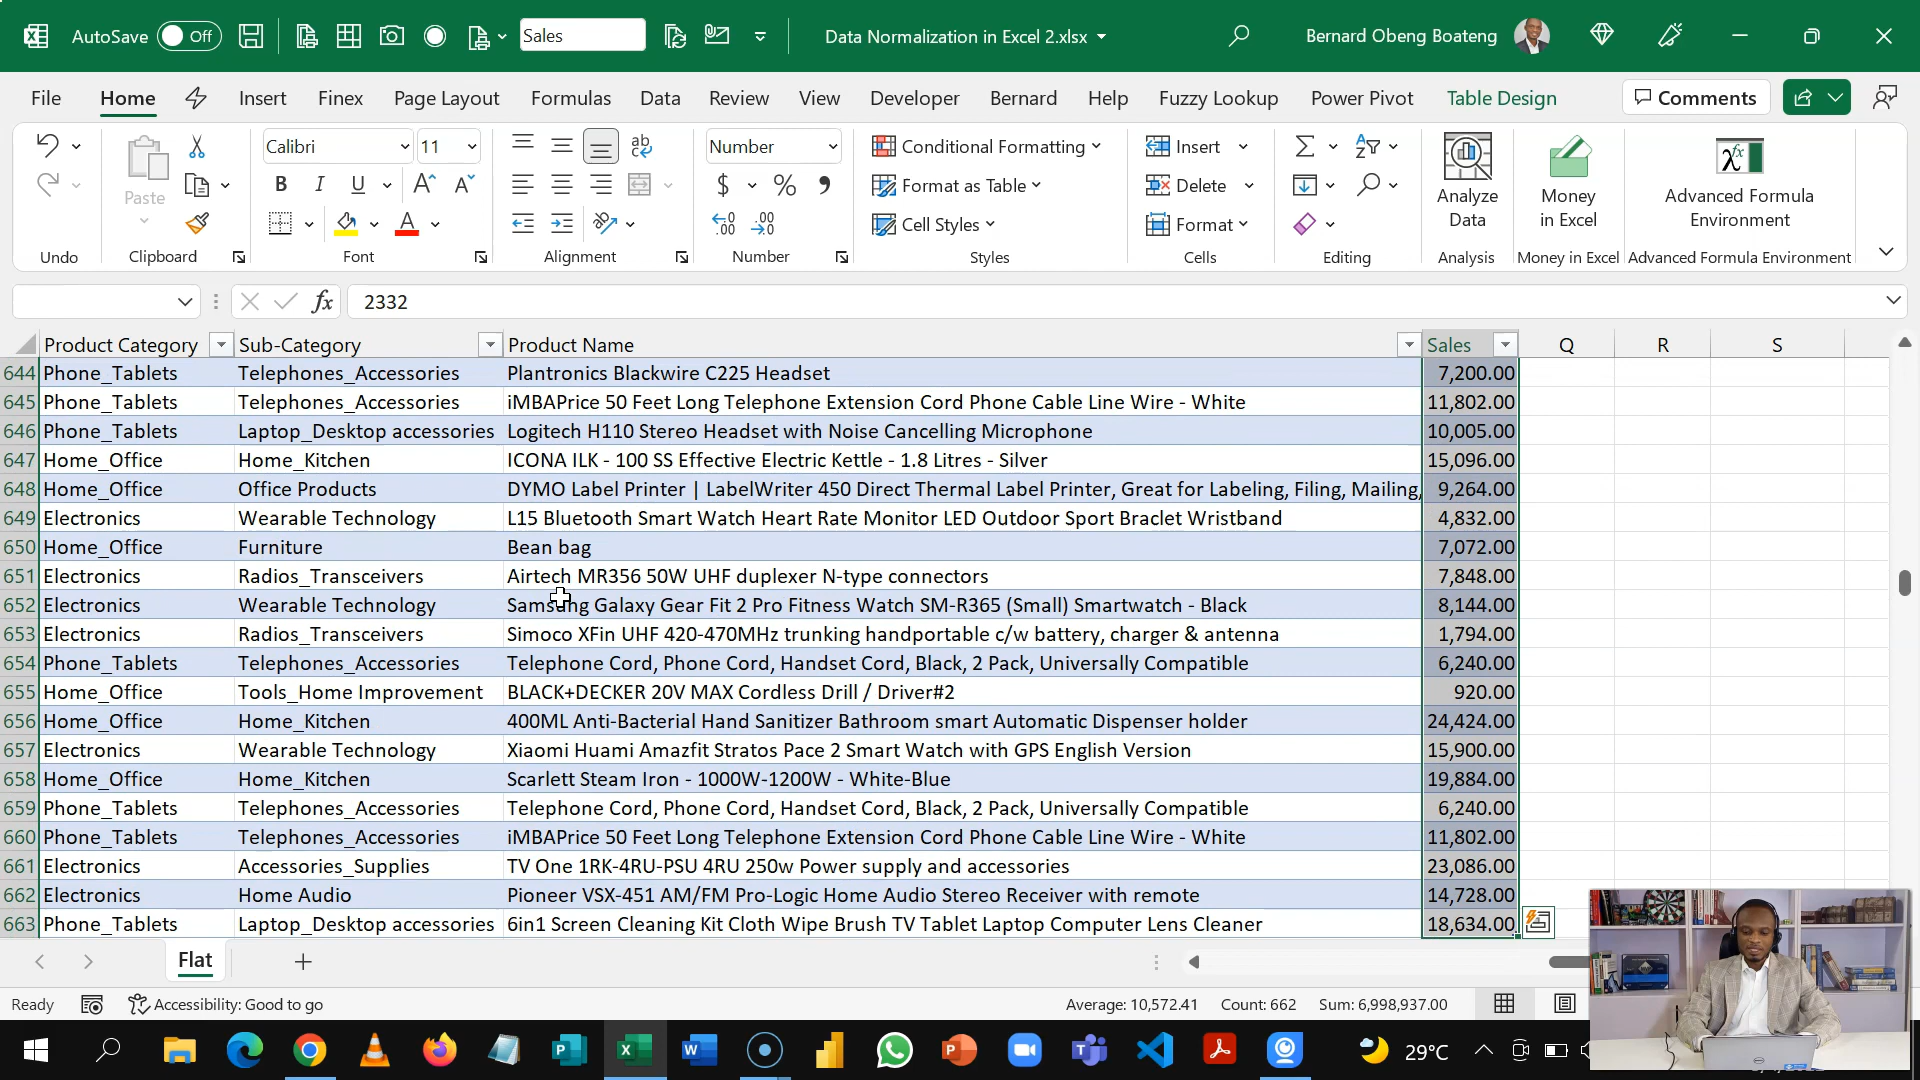 AutoSave Off Sales Data Normalization in Excel 2.xlsx Bernard Obeng Boateng
File Home Insert Finex Page Layout Formulas Data Review View Developer Bernard Help Fuzzy Lookup Power Pivot Table Design Comments
Paste Calibri 11 Number Conditional Formatting Insert Analyze Data Money in Excel Advanced Formula Environment
B I U A A ab $ % Format as Table Delete
A Cell Styles Format
Undo Clipboard Font Alignment Number Styles Cells Editing Analysis Money in Excel Advanced Formula Environment
fx 2332
Product Category Sub-Category Product Name Sales Q R S
644 Phone_Tablets Telephones_Accessories Plantronics Blackwire C225 Headset 7,200.00
645 Phone_Tablets Telephones_Accessories iMBAPrice 50 Feet Long Telephone Extension Cord Phone Cable Line Wire - White 11,802.00
646 Phone_Tablets Laptop_Desktop accessories Logitech H110 Stereo Headset with Noise Cancelling Microphone 10,005.00
647 Home_Office Home_Kitchen ICONA ILK - 100 SS Effective Electric Kettle - 1.8 Litres - Silver 15,096.00
648 Home_Office Office Products DYMO Label Printer | LabelWriter 450 Direct Thermal Label Printer, Great for Labeling, Filing, Mailing, 9,264.00
649 Electronics Wearable Technology L15 Bluetooth Smart Watch Heart Rate Monitor LED Outdoor Sport Braclet Wristband 4,832.00
650 Home_Office Furniture Bean bag 7,072.00
651 Electronics Radios_Transceivers Airtech MR356 50W UHF duplexer N-type connectors 7,848.00
652 Electronics Wearable Technology Samsung Galaxy Gear Fit 2 Pro Fitness Watch SM-R365 (Small) Smartwatch - Black 8,144.00
653 Electronics Radios_Transceivers Simoco XFin UHF 420-470MHz trunking handportable c/w battery, charger & antenna 1,794.00
654 Phone_Tablets Telephones_Accessories Telephone Cord, Phone Cord, Handset Cord, Black, 2 Pack, Universally Compatible 6,240.00
655 Home_Office Tools_Home Improvement BLACK+DECKER 20V MAX Cordless Drill / Driver#2 920.00
656 Home_Office Home_Kitchen 400ML Anti-Bacterial Hand Sanitizer Bathroom smart Automatic Dispenser holder 24,424.00
657 Electronics Wearable Technology Xiaomi Huami Amazfit Stratos Pace 2 Smart Watch with GPS English Version 15,900.00
658 Home_Office Home_Kitchen Scarlett Steam Iron - 1000W-1200W - White-Blue 19,884.00
659 Phone_Tablets Telephones_Accessories Telephone Cord, Phone Cord, Handset Cord, Black, 2 Pack, Universally Compatible 6,240.00
660 Phone_Tablets Telephones_Accessories iMBAPrice 50 Feet Long Telephone Extension Cord Phone Cable Line Wire - White 11,802.00
661 Electronics Accessories_Supplies TV One 1RK-4RU-PSU 4RU 250w Power supply and accessories 23,086.00
662 Electronics Home Audio Pioneer VSX-451 AM/FM Pro-Logic Home Audio Stereo Receiver with remote 14,728.00
663 Phone_Tablets Laptop_Desktop accessories 6in1 Screen Cleaning Kit Cloth Wipe Brush TV Tablet Laptop Computer Lens Cleaner 18,634.00
Flat
Ready Accessibility: Good to go Average: 10,572.41 Count: 662 Sum: 6,998,937.00
29°C